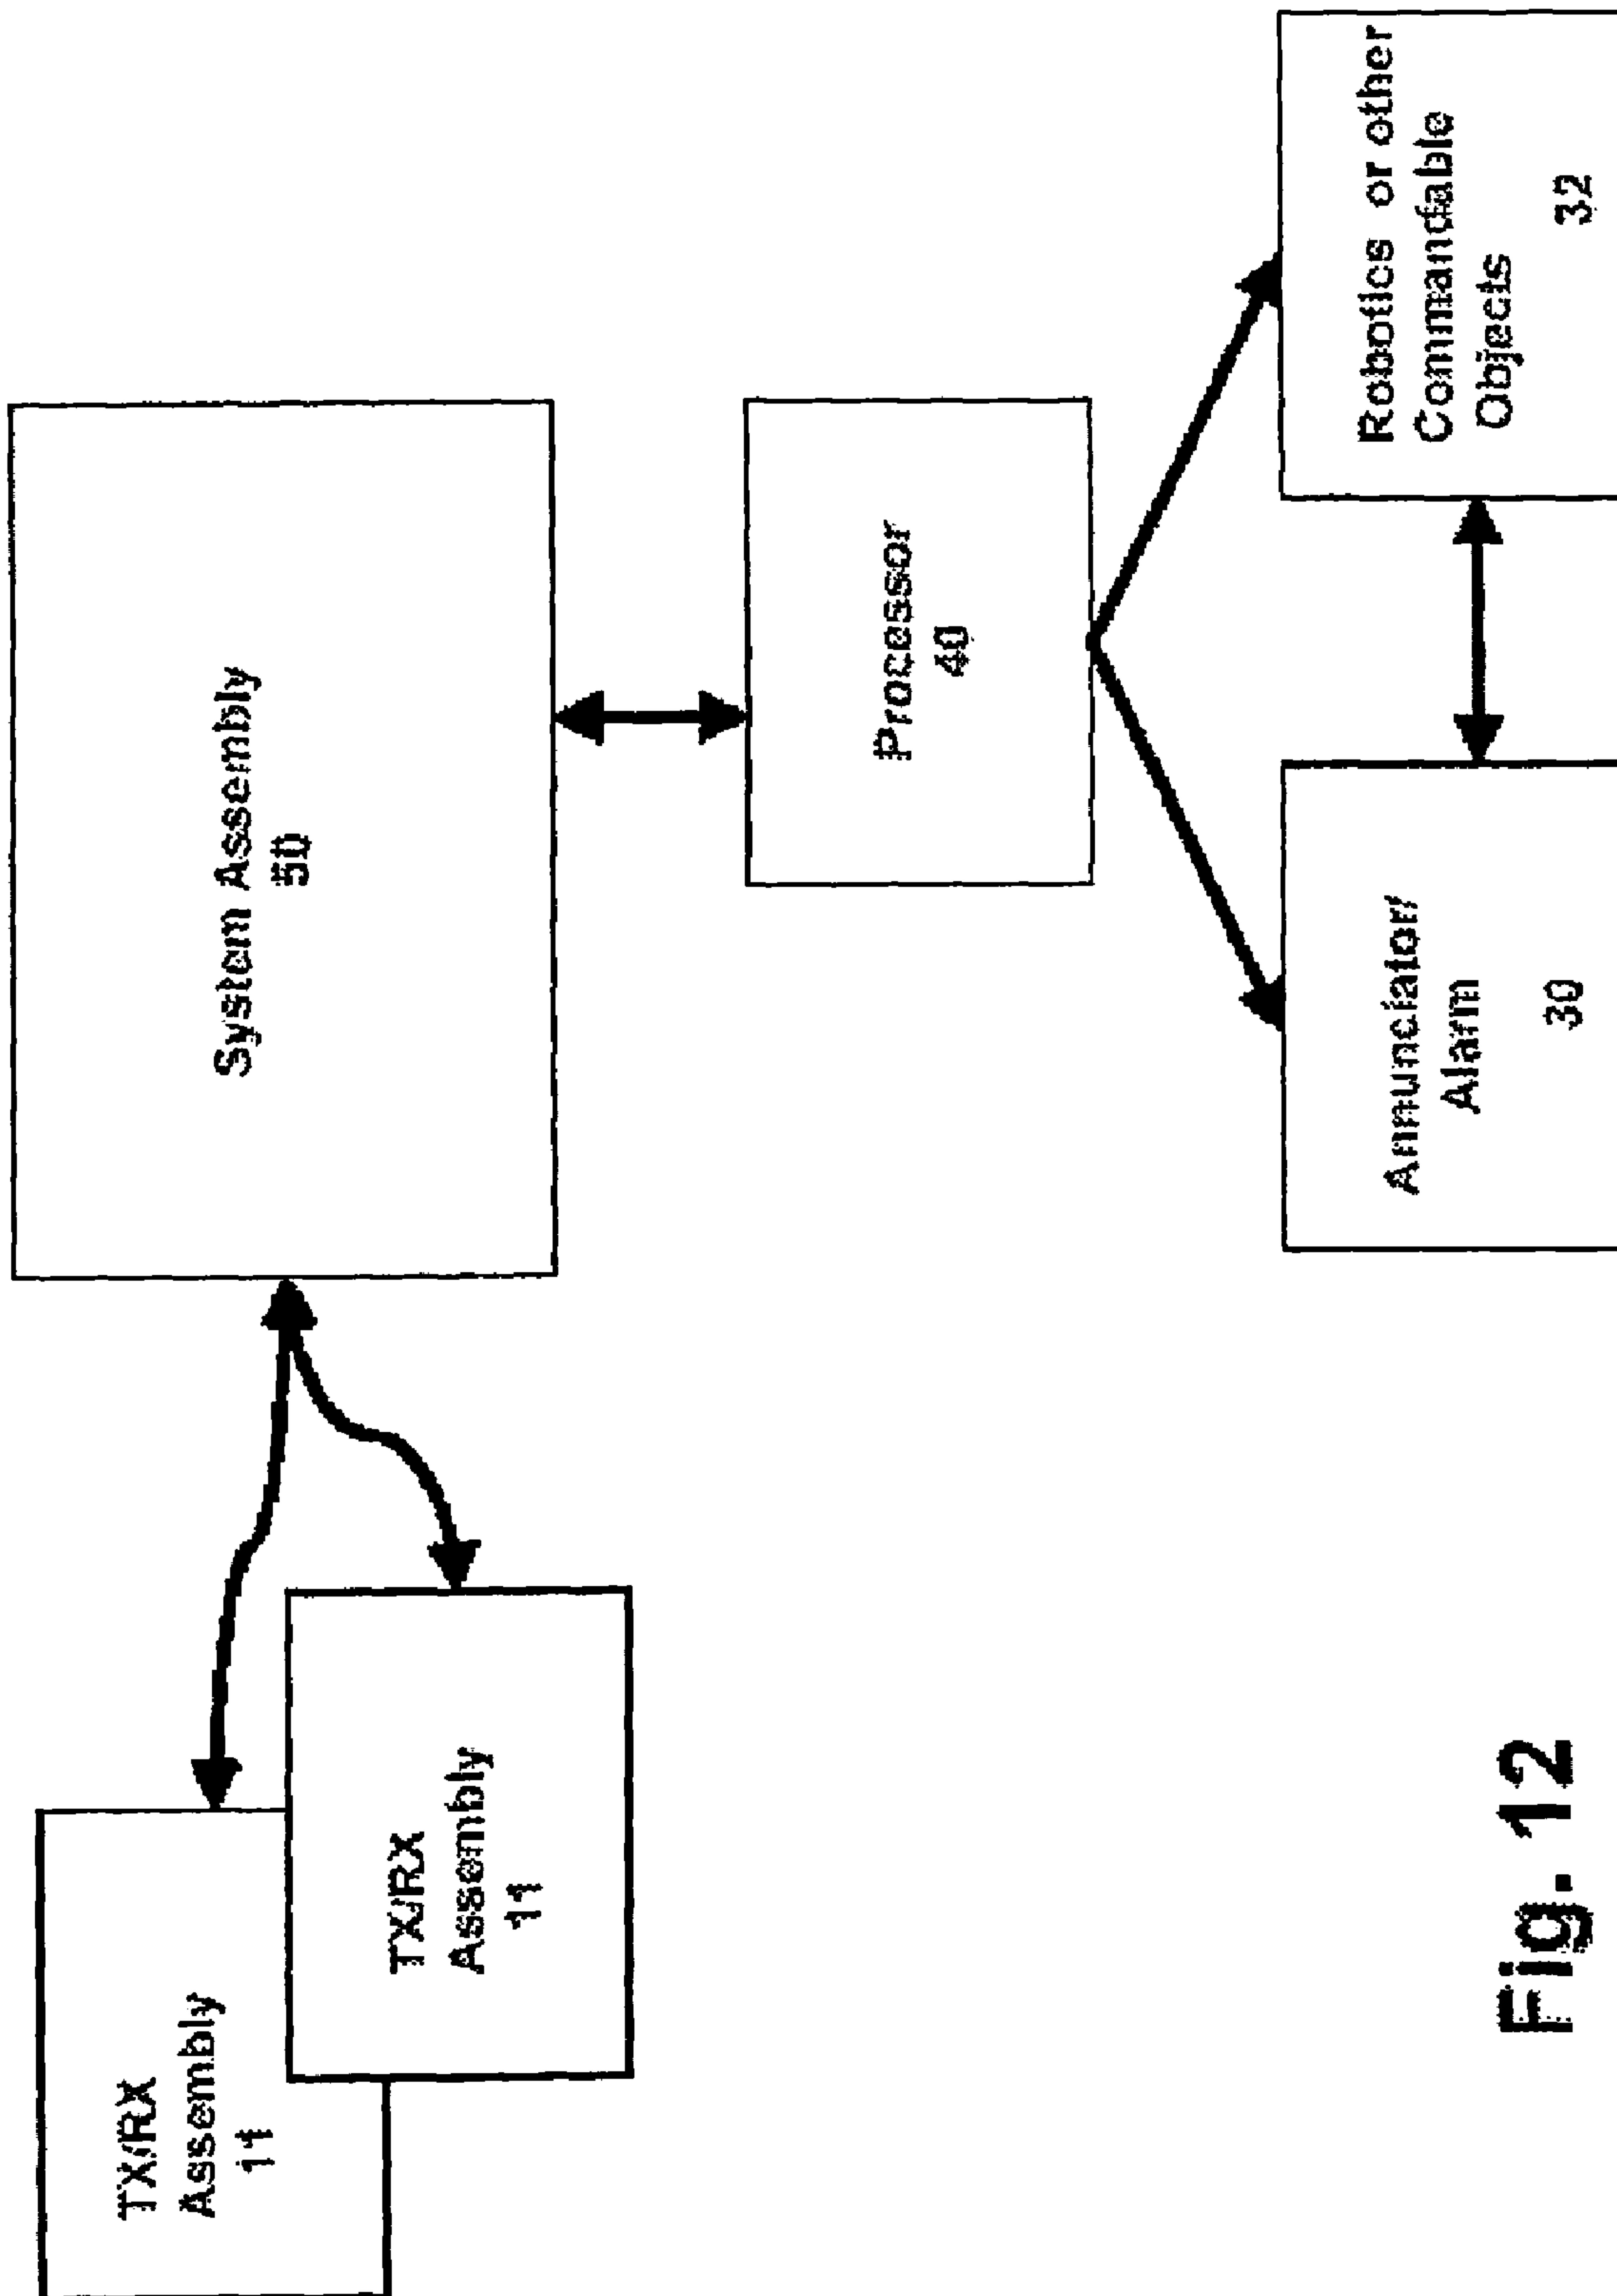 TX/RX
Assembly
11
TX/RX
Assembly
11
System Assembly
50
Processor
40
Annunciator/
Alarm
30
Robotics or other
Commandable
Objects
32
Fig. 12